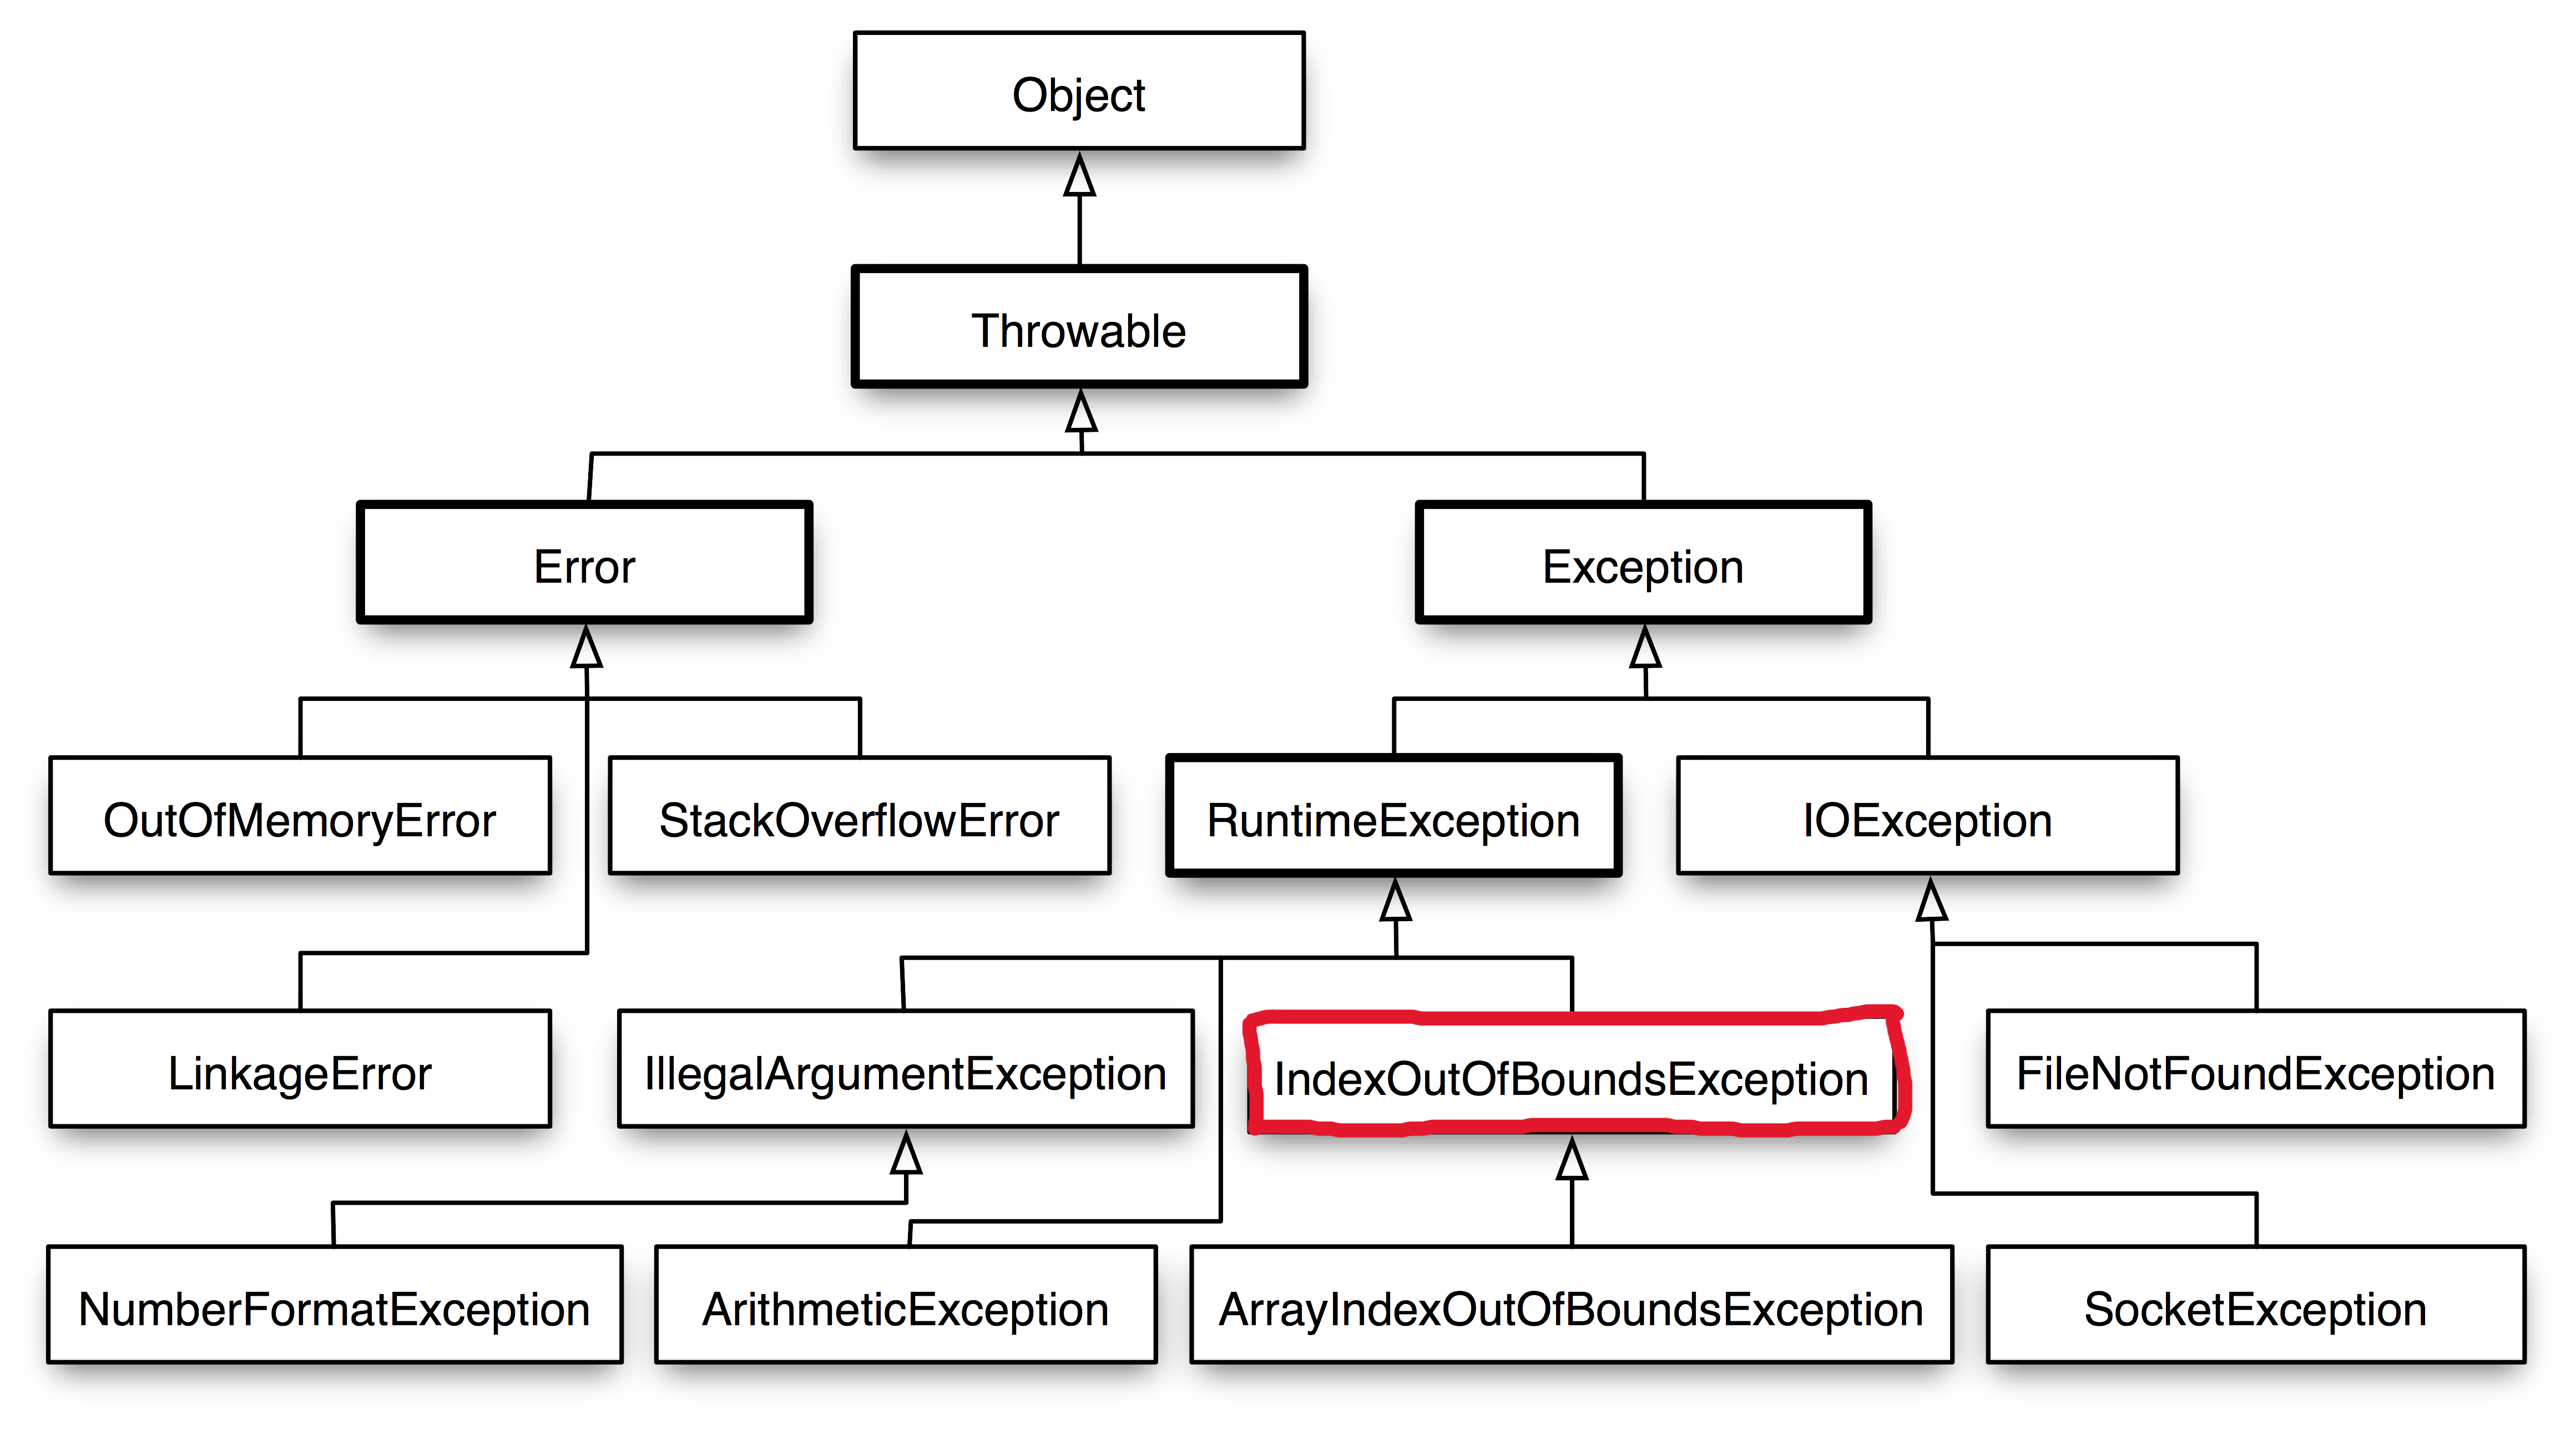 Object
Throwable
Error
Exception
OutOfMemoryError
StackOverflowError
RuntimeException
IOException
LinkageError
IllegalArgumentException
IndexOutOfBoundsException
FileNotFoundException
NumberFormatException
ArithmeticException
ArrayIndexOutOfBoundsException
SocketException